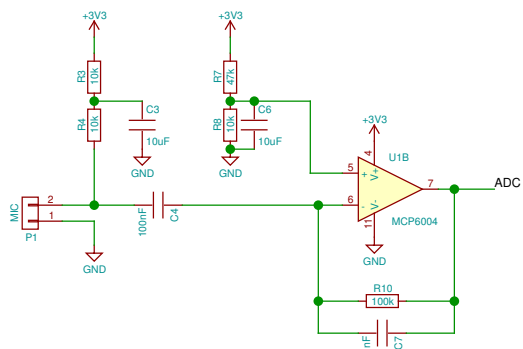 +3V3
+3V3
R3
10k
R7
47k
R4
10k
C3
10uF
R8
10k
C6
10uF
GND
GND
+3V3
4
U1B
5
+
V+
7
ADC
6
-
V-
MCP6004
11
GND
MIC
2
1
P1
100nF
C4
GND
R10
100k
nF
C7